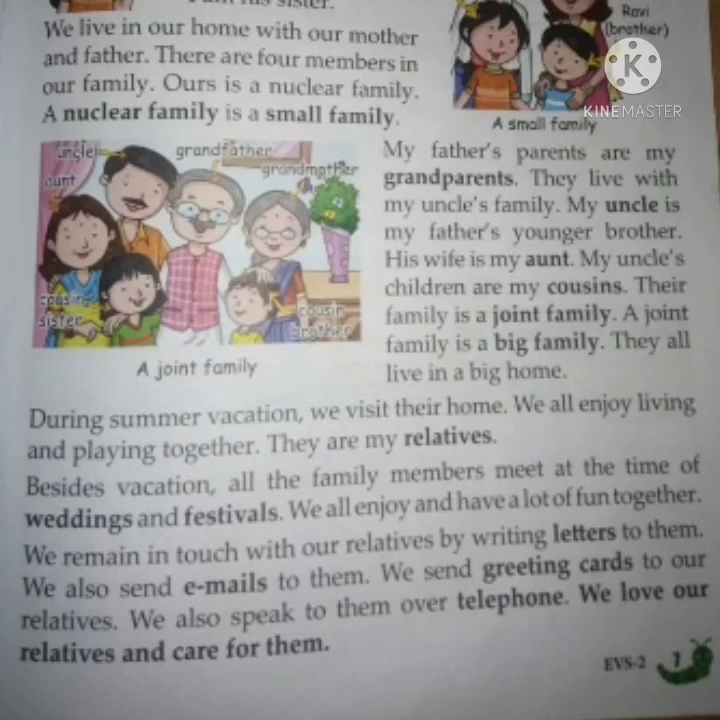 I am his sister.
We live in our home with our mother
and father. There are four members in
our family. Ours is a nuclear family.
A nuclear family is a small family.
Ravi
(brother)
KINEMASTER
A small family
uncle
aunt
grandfather
grandmother
cousin
sister
cousin
brother
A joint family
My father's parents are my
grandparents. They live with
my uncle's family. My uncle is
my father's younger brother.
His wife is my aunt. My uncle's
children are my cousins. Their
family is a joint family. A joint
family is a big family. They all
live in a big home.
During summer vacation, we visit their home. We all enjoy living
and playing together. They are my relatives.
Besides vacation, all the family members meet at the time of
weddings and festivals. We all enjoy and have a lot of fun together.
We remain in touch with our relatives by writing letters to them.
We also send e-mails to them. We send greeting cards to our
relatives. We also speak to them over telephone. We love our
relatives and care for them.
EVS-2 7